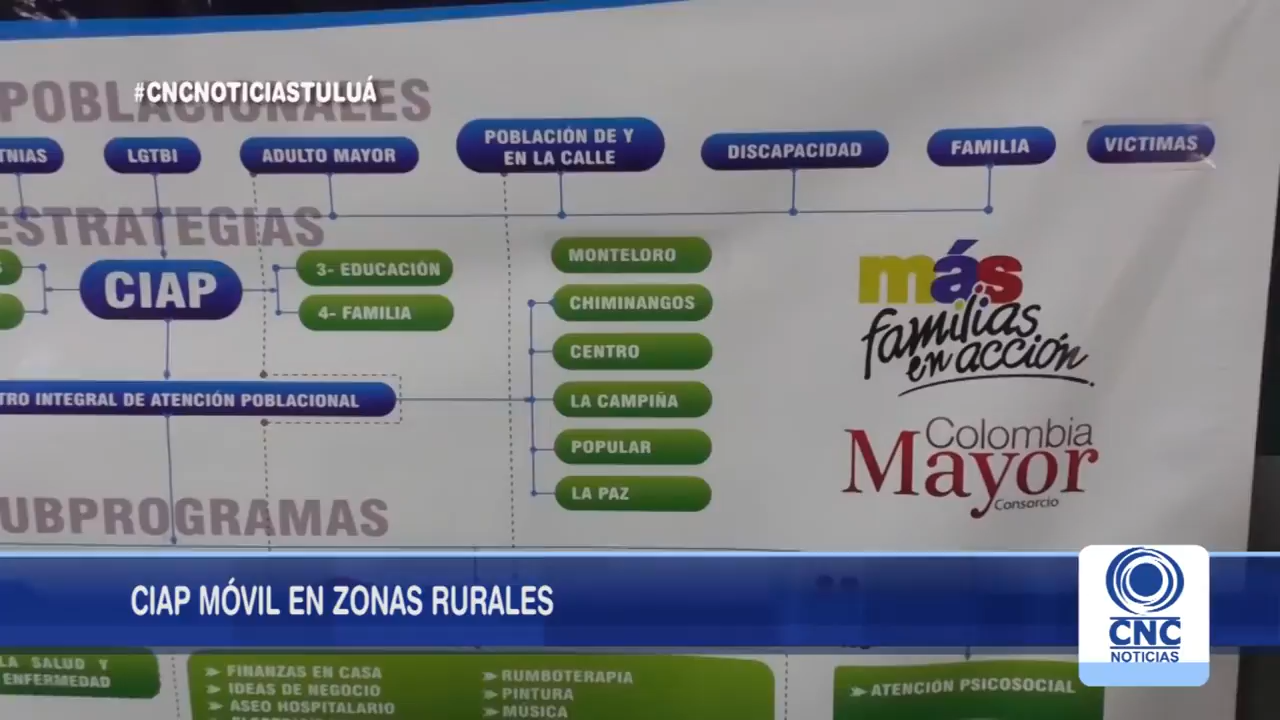 POBLACIONALES
#CNCNOTICIASTULUÁ
TNIAS
LGTBI
ADULTO MAYOR
POBLACIÓN DE Y
EN LA CALLE
DISCAPACIDAD
FAMILIA
VICTIMAS
ESTRATEGIAS
CIAP
3- EDUCACIÓN
4- FAMILIA
MONTELORO
CHIMINANGOS
CENTRO
LA CAMPIÑA
POPULAR
LA PAZ
más
familias
en acción
TRO INTEGRAL DE ATENCIÓN POBLACIONAL
Colombia
Mayor
Consorcio
UBPROGRAMAS
CIAP MÓVIL EN ZONAS RURALES
CNC
NOTICIAS
LA SALUD Y
ENFERMEDAD
➢ FINANZAS EN CASA
➢ IDEAS DE NEGOCIO
➢ ASEO HOSPITALARIO
➢ RUMBOTERAPIA
➢ PINTURA
➢ MUSICA
➢ ATENCIÓN PSICOSOCIAL